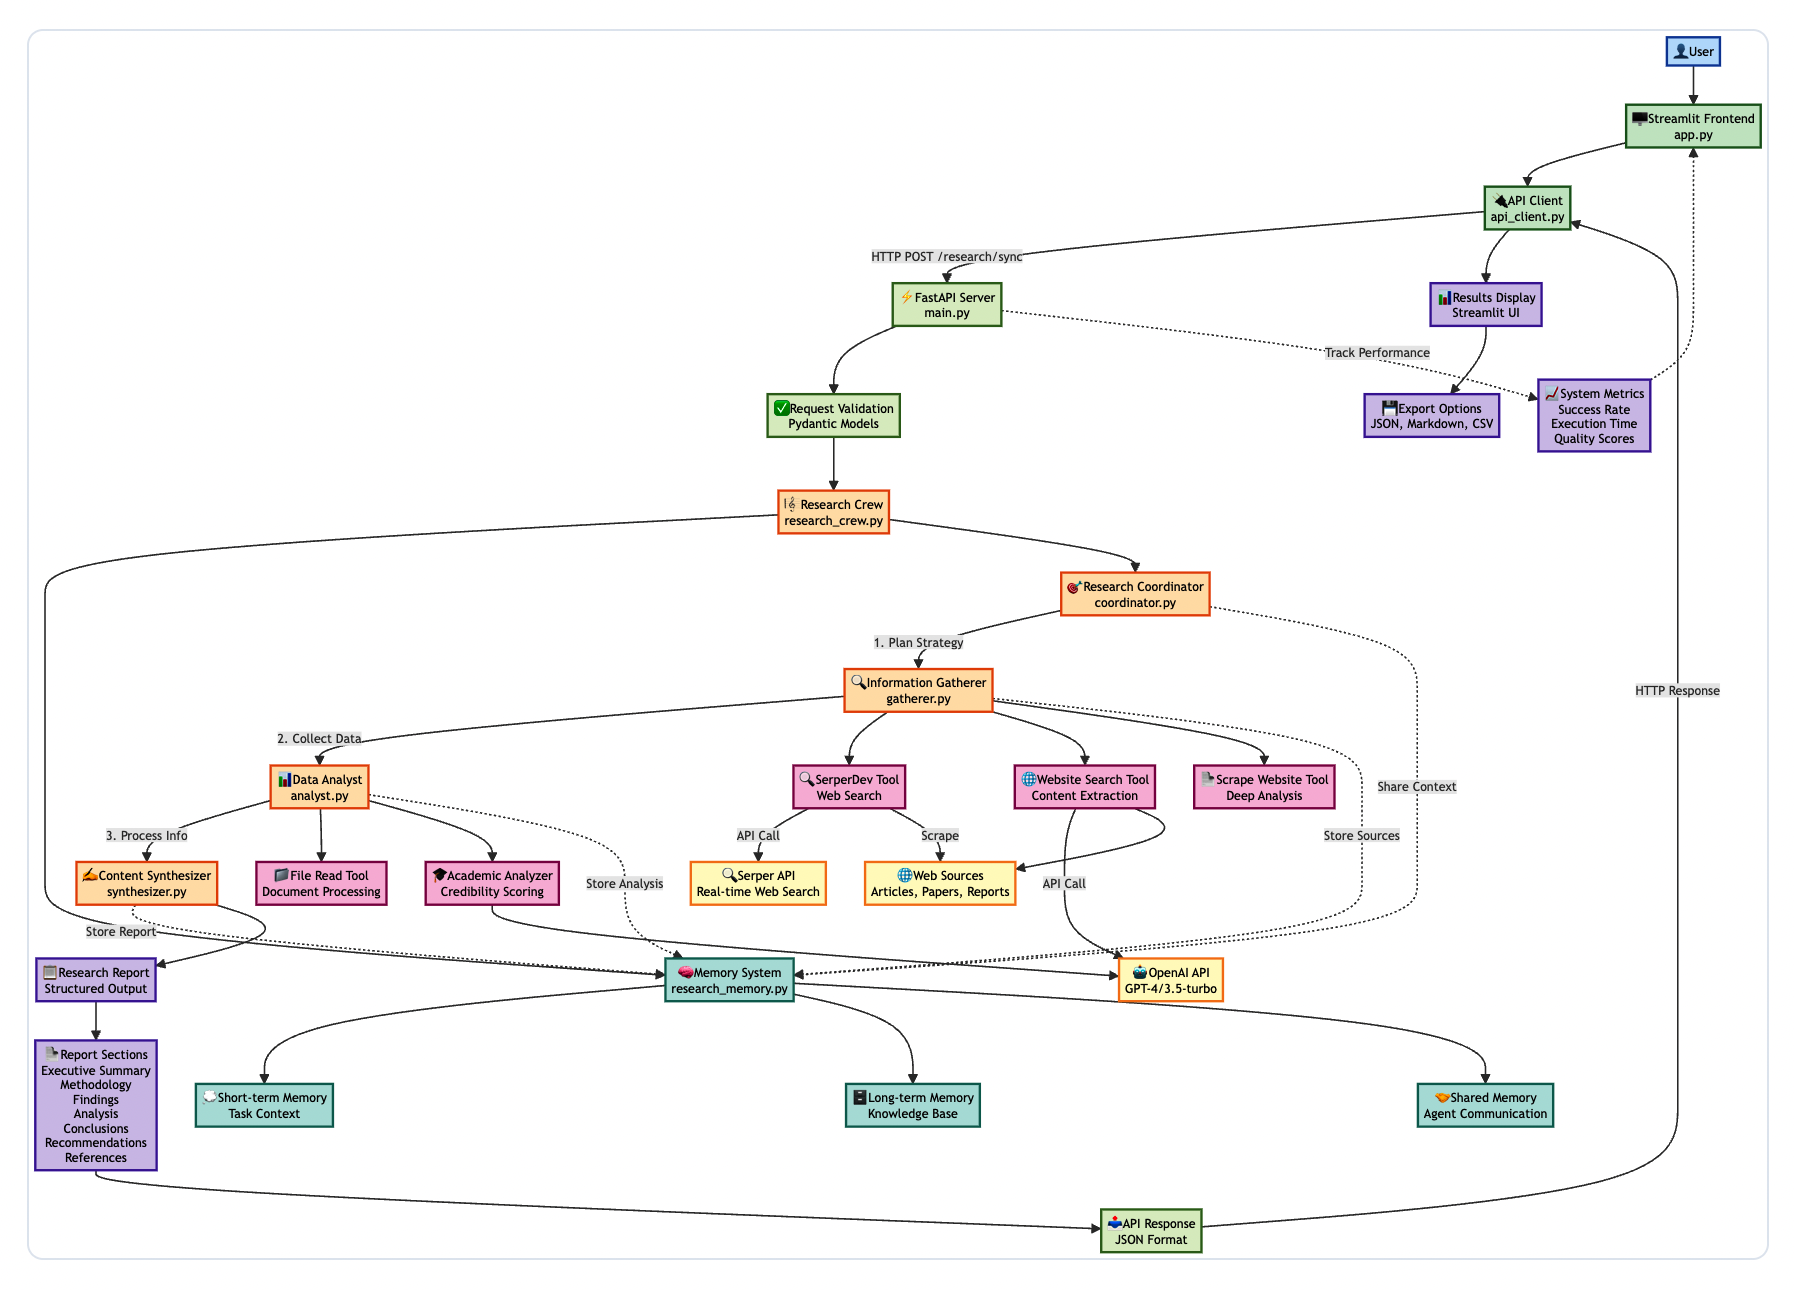 User
Streamlit Frontend
app.py
API Client
api_client.py
HTTP POST /research/sync
FastAPI Server
main.py
Results Display
Streamlit UI
Track Performance
Request Validation
Pydantic Models
Export Options
JSON, Markdown, CSV
System Metrics
Success Rate
Execution Time
Quality Scores
Research Crew
research_crew.py
Research Coordinator
coordinator.py
1. Plan Strategy
Information Gatherer
gatherer.py
HTTP Response
2. Collect Data
Data Analyst
analyst.py
SerperDev Tool
Web Search
Website Search Tool
Content Extraction
Scrape Website Tool
Deep Analysis
Share Context
3. Process Info
API Call
Scrape
Store Sources
Content Synthesizer
synthesizer.py
File Read Tool
Document Processing
Academic Analyzer
Credibility Scoring
Store Analysis
Serper API
Real-time Web Search
Web Sources
Articles, Papers, Reports
API Call
Store Report
Research Report
Structured Output
Memory System
research_memory.py
OpenAI API
GPT-4/3.5-turbo
Report Sections
Executive Summary
Methodology
Findings
Analysis
Conclusions
Recommendations
References
Short-term Memory
Task Context
Long-term Memory
Knowledge Base
Shared Memory
Agent Communication
API Response
JSON Format